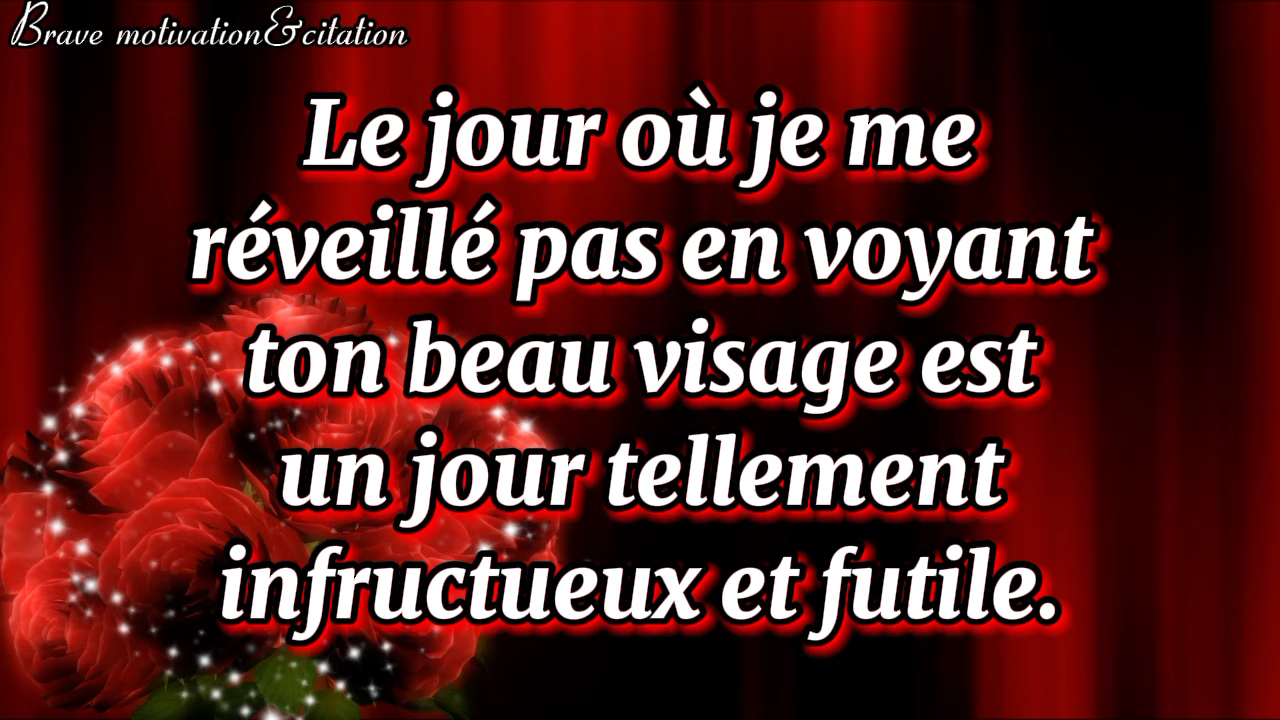 Brave motivation&citation
Le jour où je me
réveillé pas en voyant
ton beau visage est
un jour tellement
infructueux et futile.